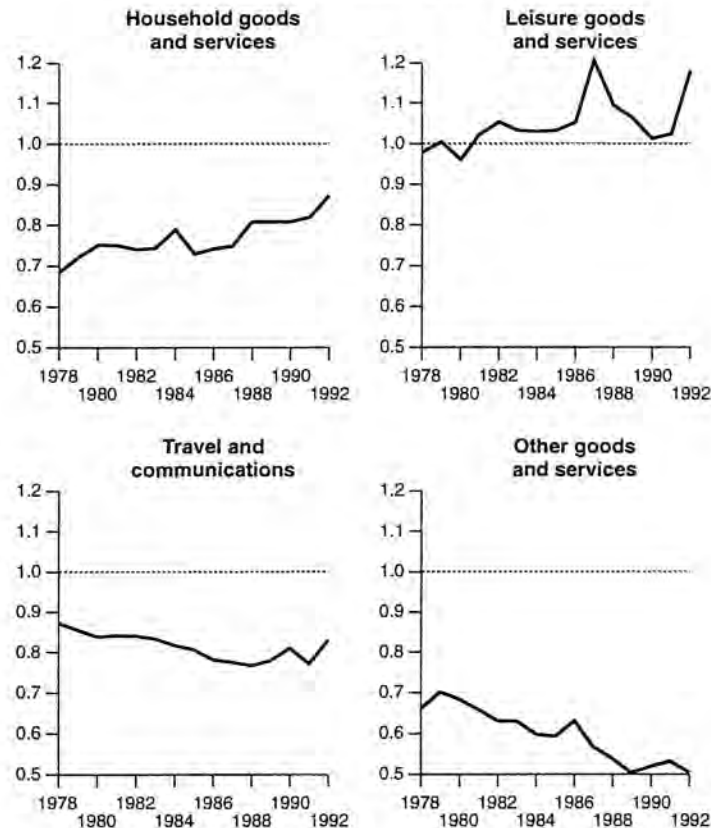 Household goods
and services
1.2
1.1
1.0
0.9
0.8
0.7
0.6
0.5
1978 1982 1986 1990
1980 1984 1988 1992
Leisure goods
and services
1.2
1.1
1.0
0.9
0.8
0.7
0.6
0.5
1978 1982 1986 1990
1980 1984 1988 1992
Travel and
communications
1.2
1.1
1.0
0.9
0.8
0.7
0.6
0.5
1978 1982 1986 1990
1980 1984 1988 1992
Other goods
and services
1.2
1.1
1.0
0.9
0.8
0.7
0.6
0.5
1978 1982 1986 1990
1980 1984 1988 1992